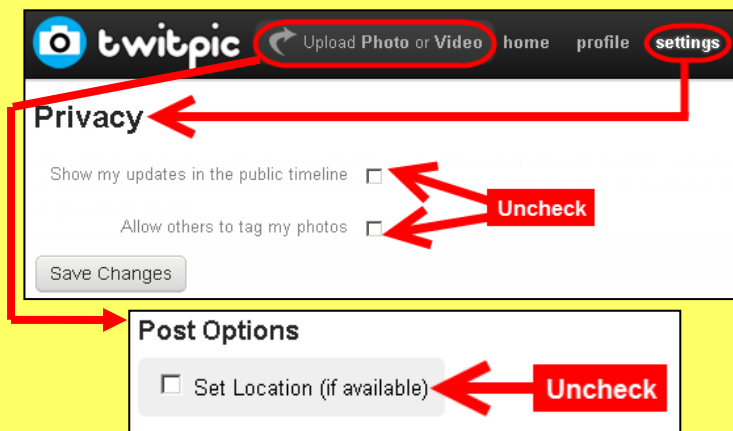 twitpic Upload Photo or Video home profile settings
Privacy
Show my updates in the public timeline
Uncheck
Allow others to tag my photos
Save Changes
Post Options
Set Location (if available) Uncheck